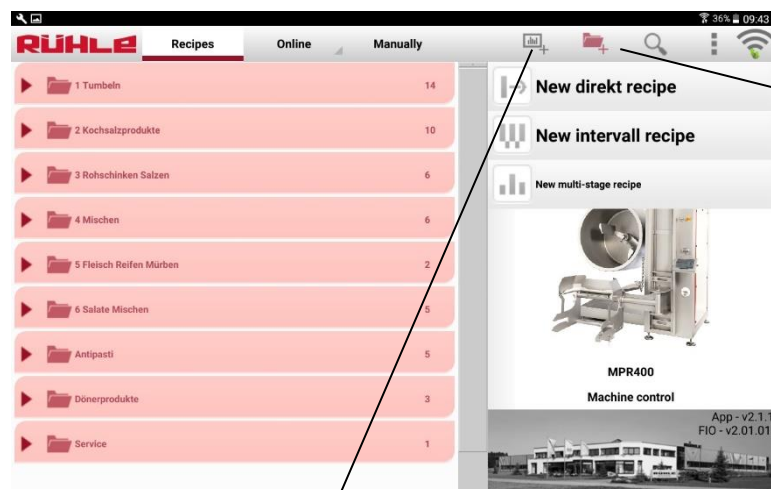 36% 09:43
RÜHLE Recipes Online Manually
1 Tumbeln 14
2 Kochsalzprodukte 10
3 Rohschinken Salzen 6
4 Mischen 6
5 Fleisch Reifen Mürben 2
6 Salate Mischen 5
Antipasti 5
Dönerprodukte 3
Service 1
New direkt recipe
New intervall recipe
New multi-stage recipe
MPR400
Machine control
App - v2.1.1
FIO - v2.01.01